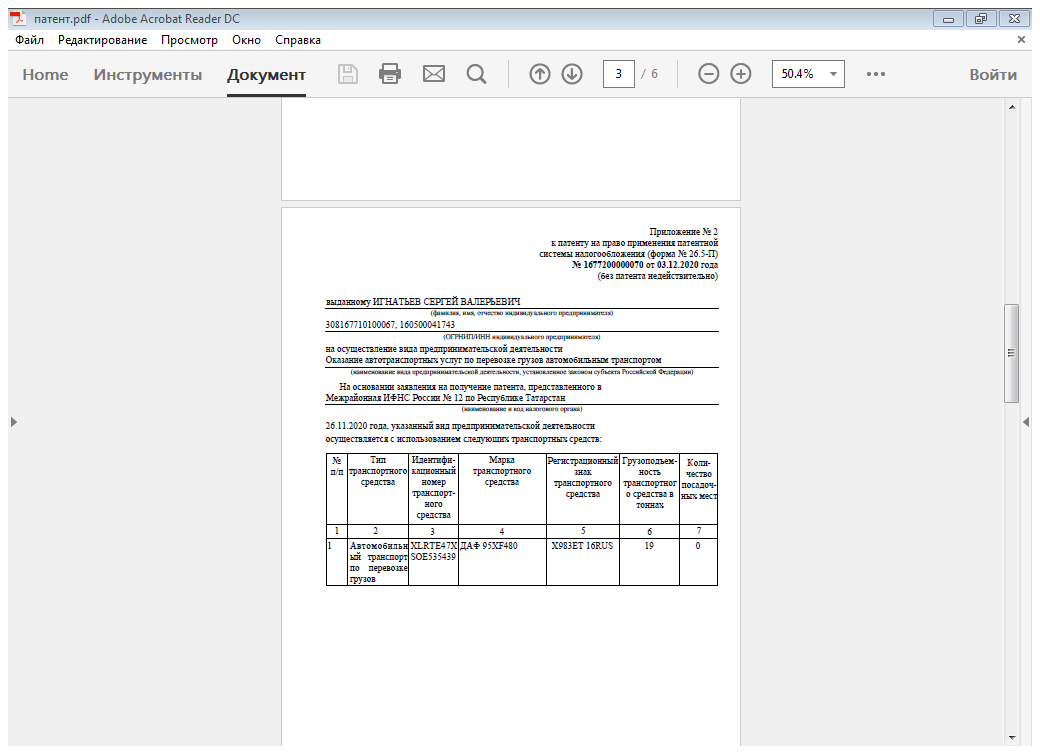 патент.pdf - Adobe Acrobat Reader DC
Файл Редактирование Просмотр Окно Справка
Home Инструменты Документ 3 / 6 50.4% Войти
Приложение № 2
к патенту на право применения патентной
системы налогообложения (форма № 26.5-П)
№ 1677200000070 от 03.12.2020 года
(без патента недействительно)
выданному ИГНАТЬЕВ СЕРГЕЙ ВАЛЕРЬЕВИЧ
(фамилия, имя, отчество индивидуального предпринимателя)
308167710100067, 160500041743
(ОГРНИП/ИНН индивидуального предпринимателя)
на осуществление вида предпринимательской деятельности
Оказание автотранспортных услуг по перевозке грузов автомобильным транспортом
(наименование вида предпринимательской деятельности, установленное законом субъекта Российской Федерации)
На основании заявления на получение патента, представленного в
Межрайонная ИФНС России № 12 по Республике Татарстан
(наименование и код налогового органа)
26.11.2020 года, указанный вид предпринимательской деятельности
осуществляется с использованием следующих транспортных средств:
№
п/п
Тип
транспортного
средства
Идентифи-
кационный
номер
транспорт-
ного
средства
Марка
транспортного
средства
Регистрационный
знак
транспортного
средства
Грузоподъем-
ность
транспортног
о средства в
тоннах
Коли-
чество
посадоч-
ных мест
1 2 3 4 5 6 7
1
Автомобильн
ый транспорт
по перевозке
грузов
XLRTE47X
SOE535439
ДАФ 95XF480
Х983ЕТ 16RUS
19
0